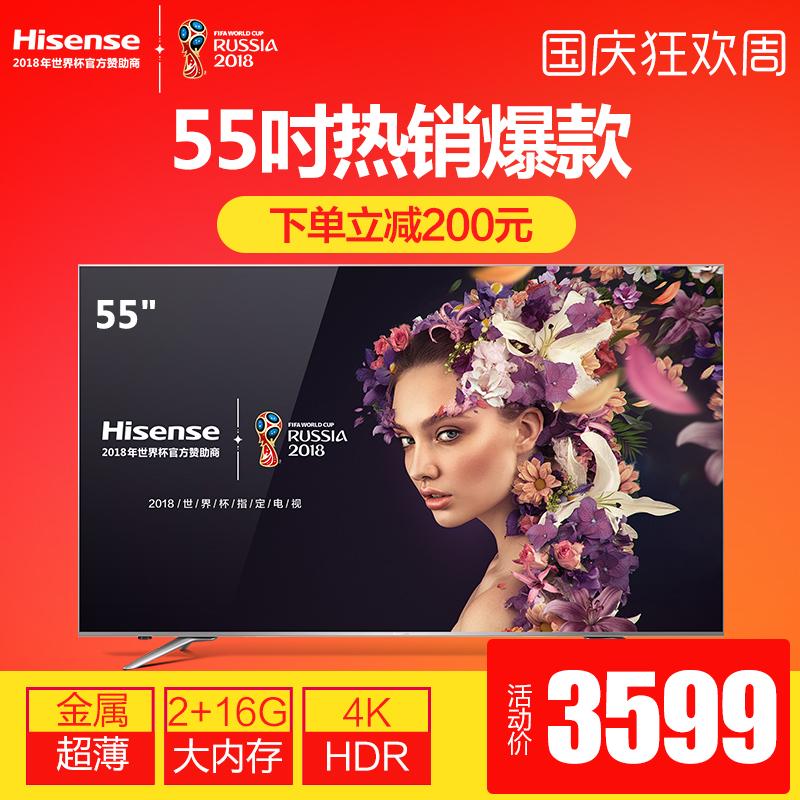 Hisense
2018年世界杯官方赞助商
FIFA WORLD CUP
RUSSIA
2018
国庆狂欢周
55吋热销爆款
下单立减200元
55"
Hisense
2018年世界杯官方赞助商
FIFA WORLD CUP
RUSSIA
2018
2018/世/界/杯/指/定/电/视
金属
超薄
2+16G
大内存
4K
HDR
活动价
3599